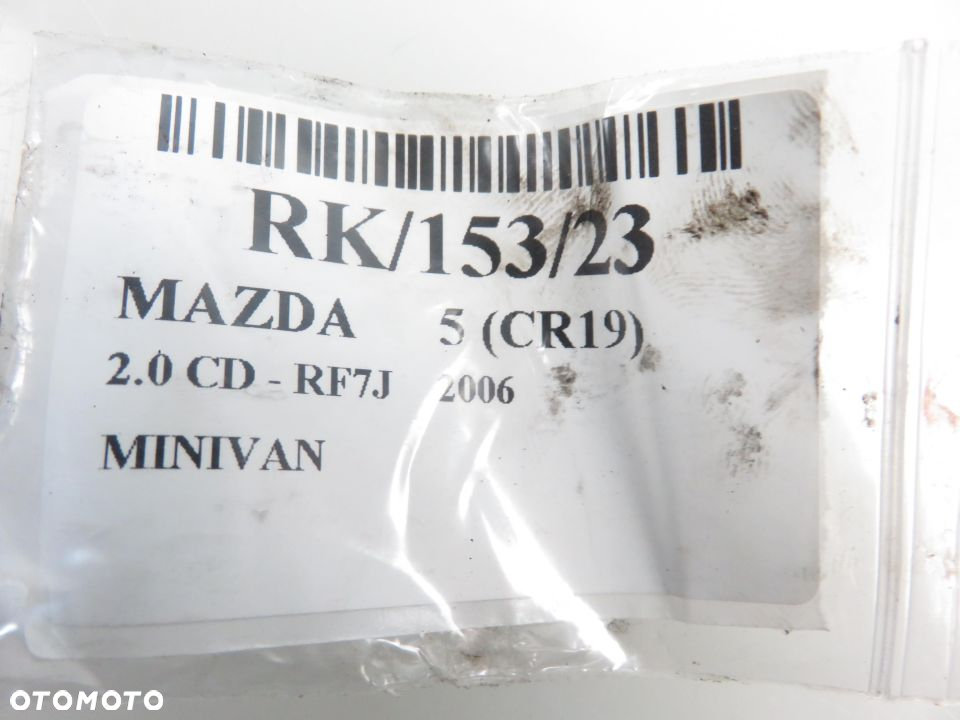 RK/153/23
MAZDA 5 (CR19)
2.0 CD - RF7J 2006
MINIVAN
OTOMOTO